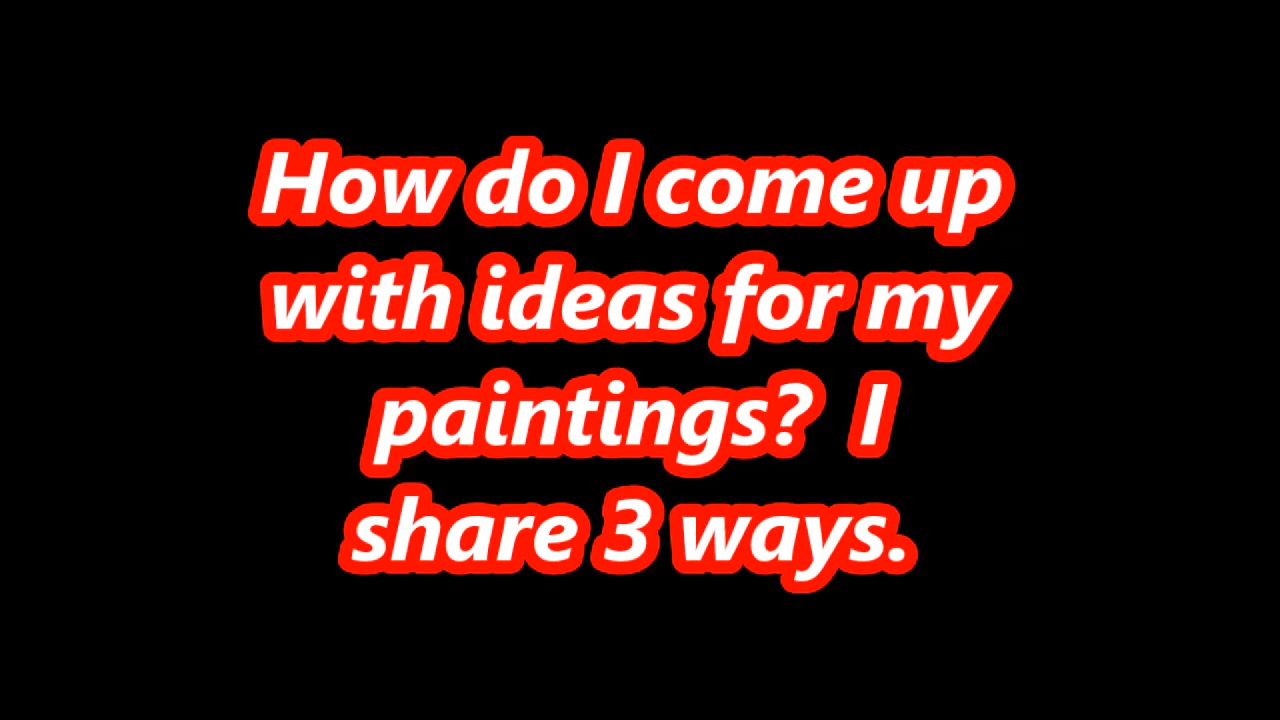 How do I come up
with ideas for my
paintings?  I
share 3 ways.